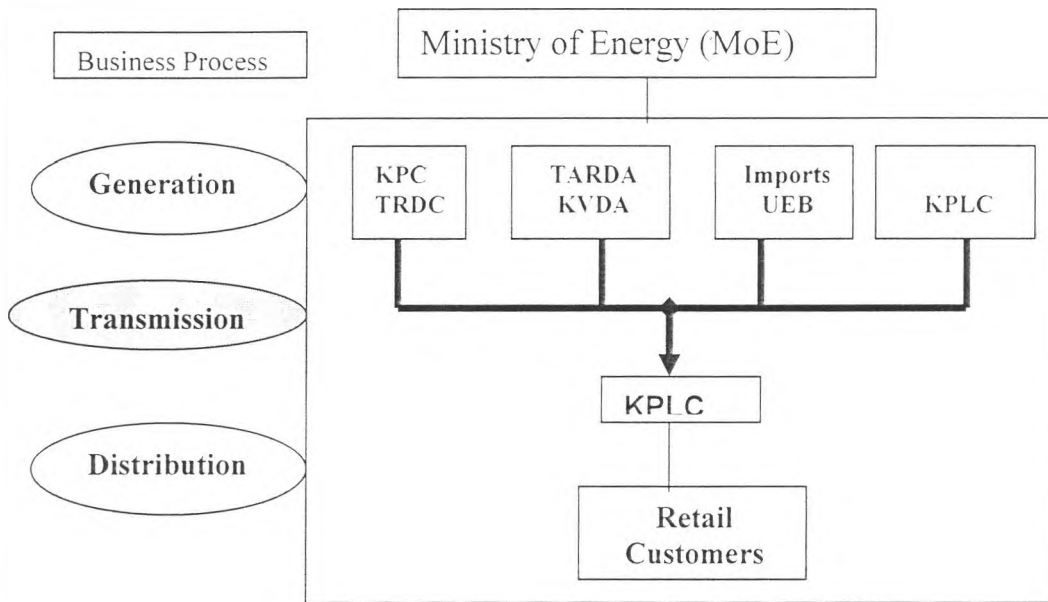 Business Process
Ministry of Energy (MoE)
Generation
KPC
TRDC
TARDA
KVDA
Imports
UEB
KPLC
Transmission
KPLC
Distribution
Retail
Customers